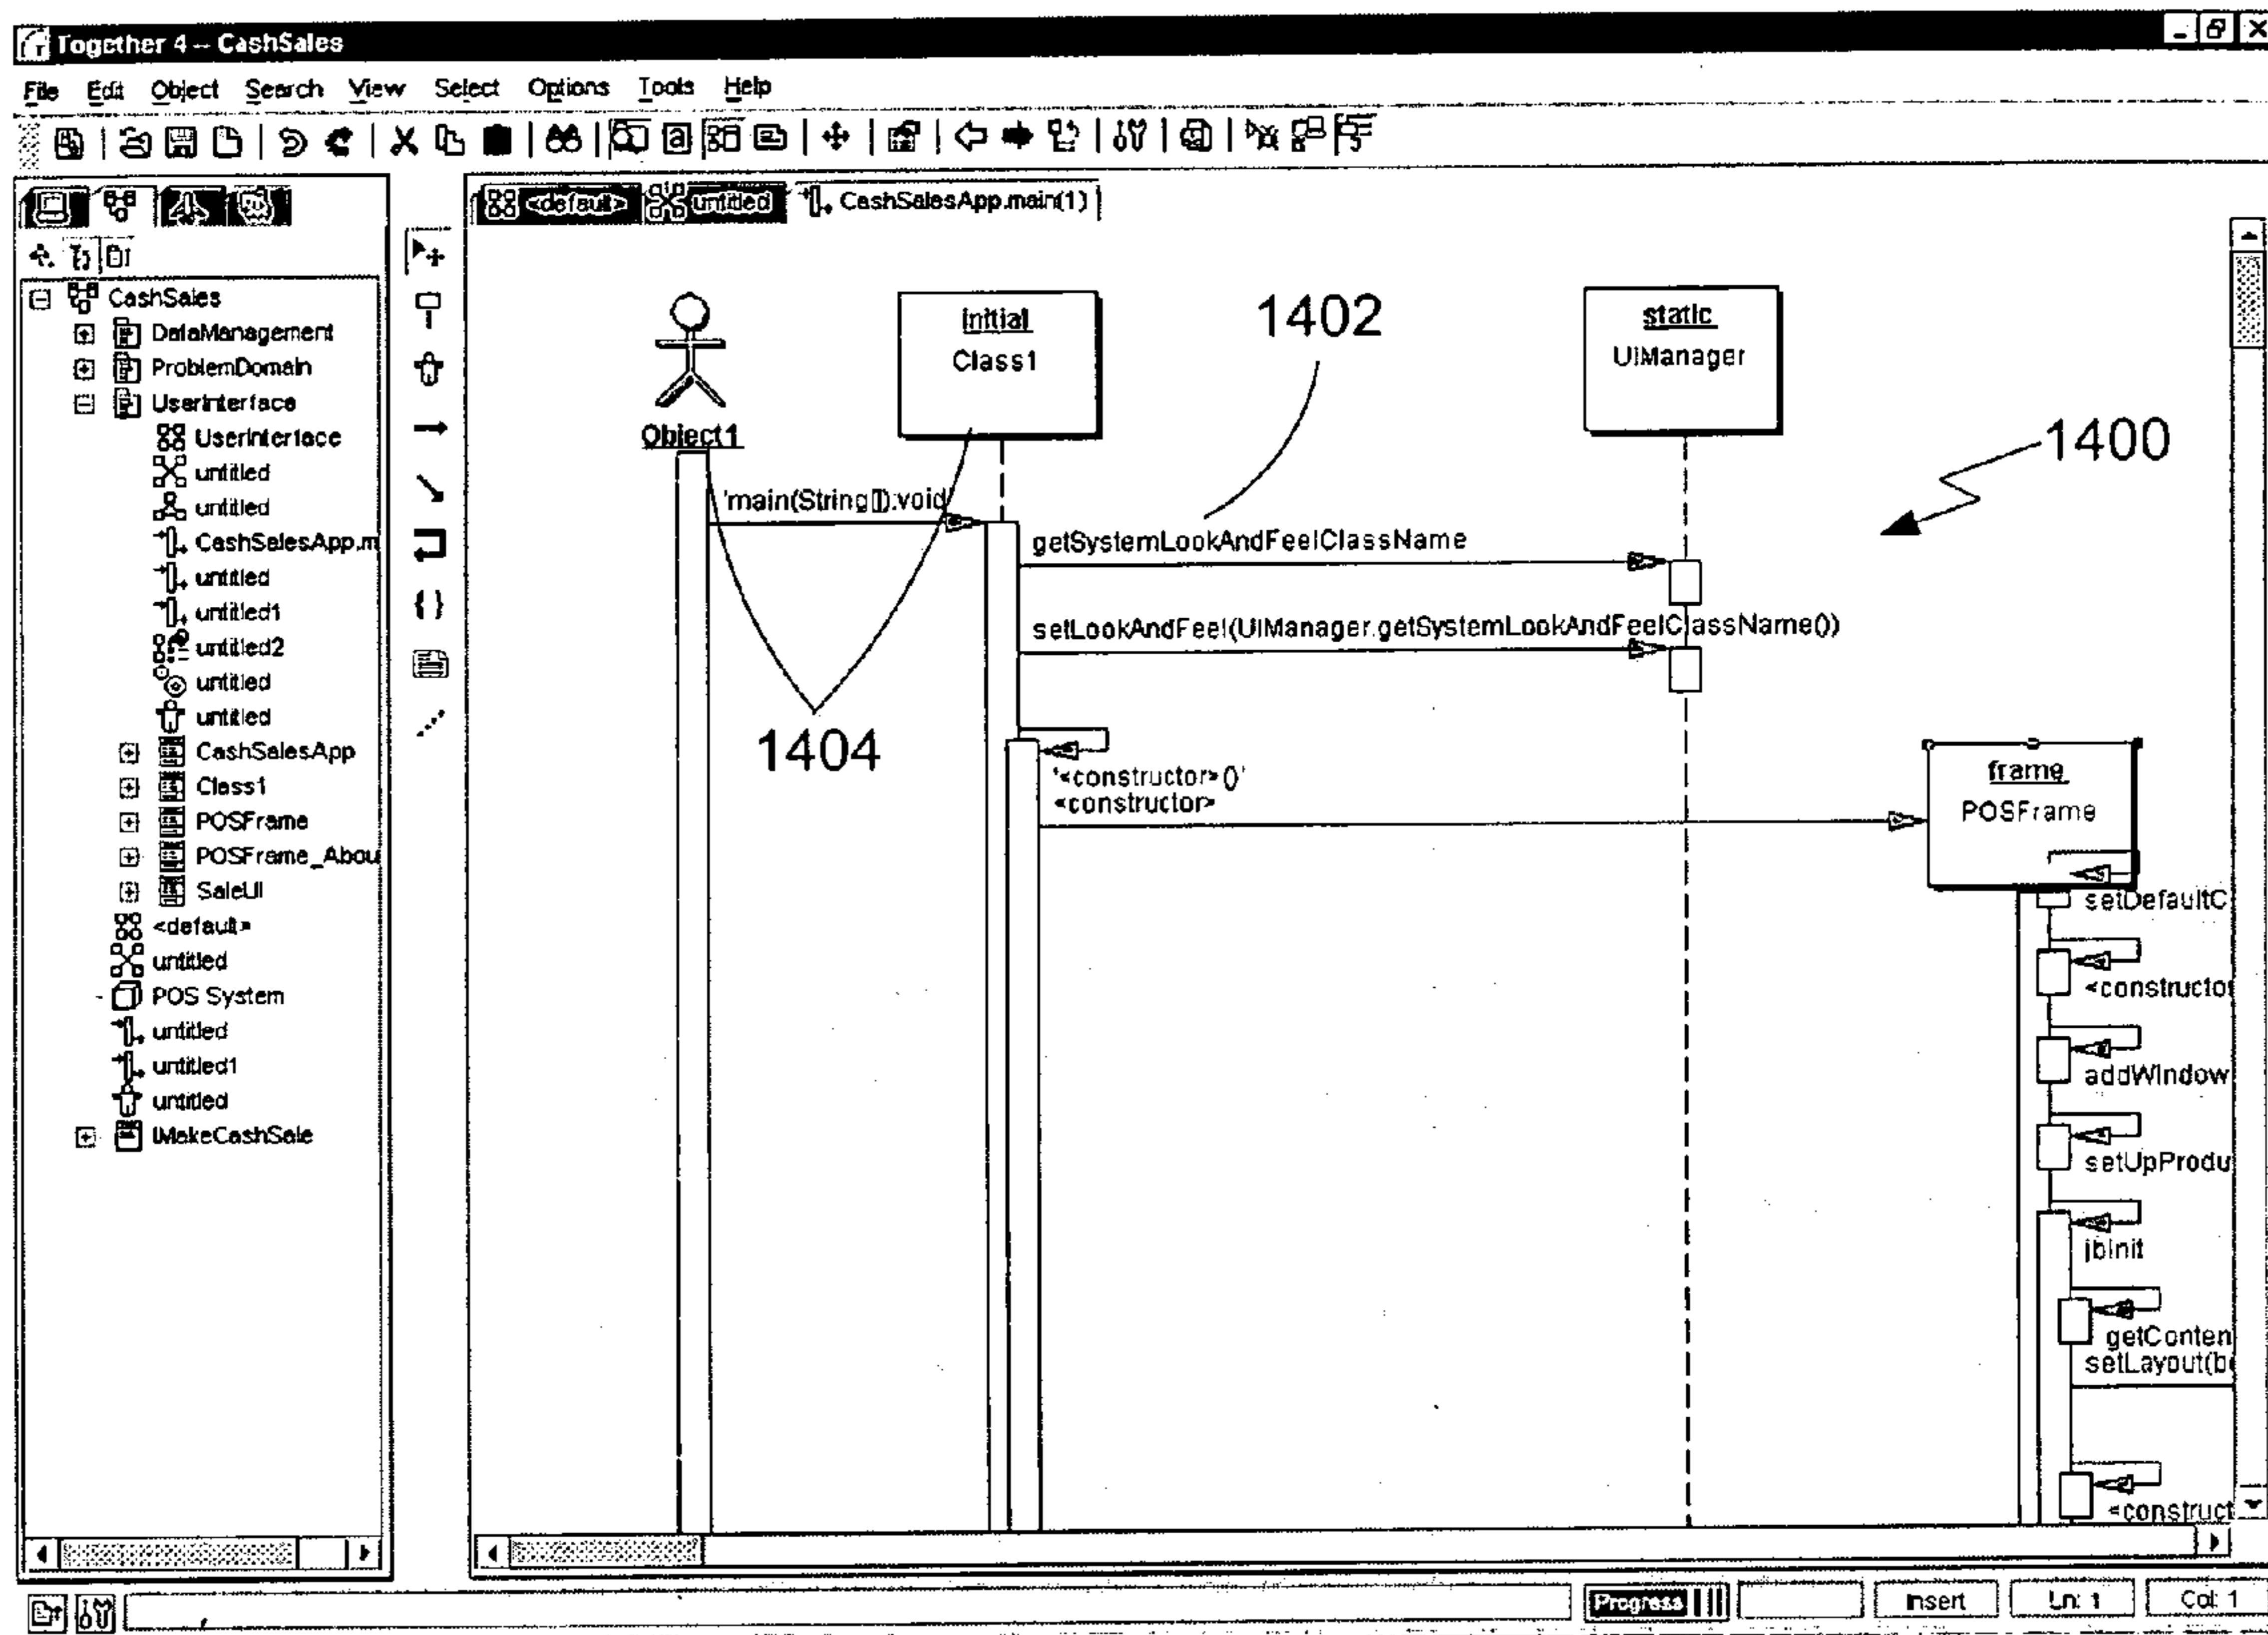 Together 4 -- CashSales
File Edit Object Search View Select Options Tools Help
<default> untitled CashSalesApp.main(1)
CashSales
DataManagement
ProblemDomain
UserInterface
UserInterface
untitled
untitled
CashSalesApp.m
untitled
untitled1
untitled2
untitled
untitled
CashSalesApp
Class1
POSFrame
POSFrame_Abou
SaleUI
<default>
untitled
POS System
untitled
untitled1
untitled
IMakeCashSale
Object1
initial
Class1
1402
static
UIManager
1400
'main(String[]):void
getSystemLookAndFeelClassName
setLookAndFeel(UIManager.getSystemLookAndFeelClassName())
1404
'<constructor>()'
<constructor>
frame
POSFrame
setDefaultC
<constructor
addWindow
setUpProdu
jbInit
getConten
setLayout(b
<construct
Progress Insert Ln: 1 Col: 1